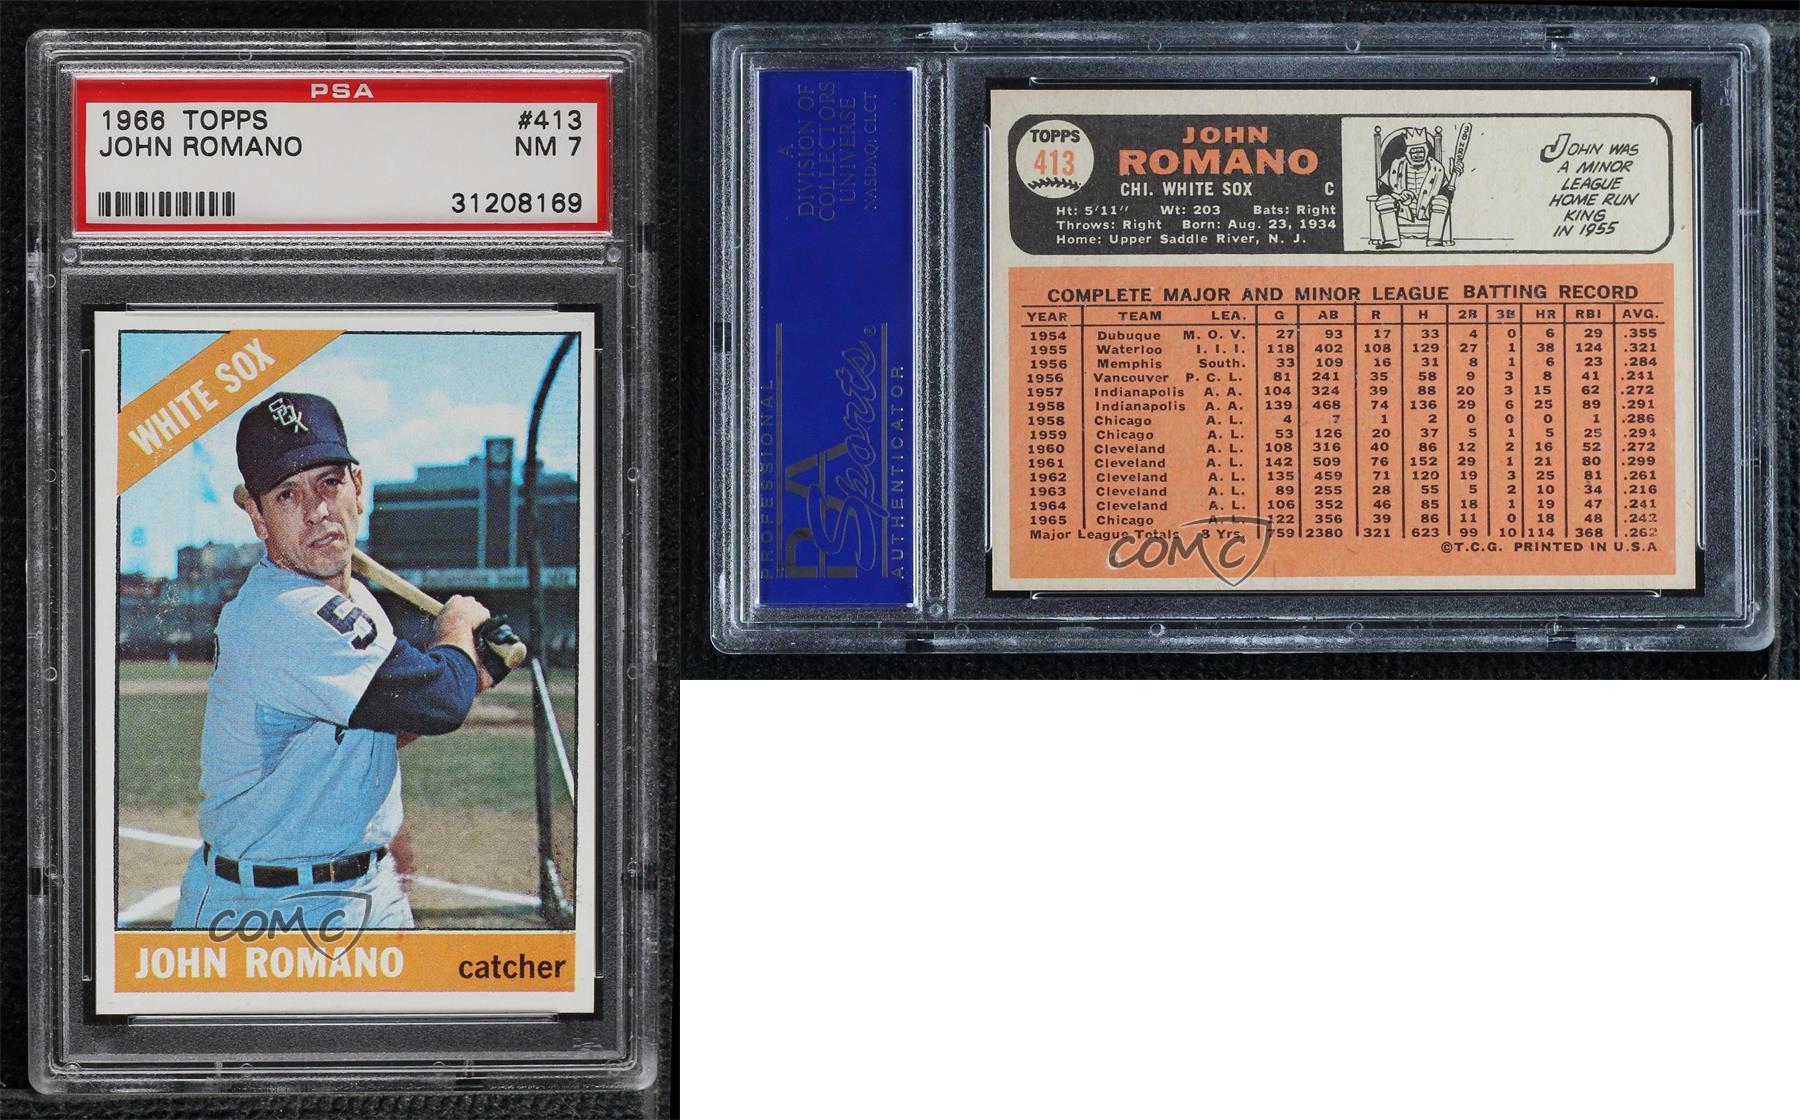 PSA
1966 TOPPS #413
JOHN ROMANO NM 7
31208169
WHITE SOX
SOX
5
COMC
JOHN ROMANO catcher
A
DIVISION OF
COLLECTORS
UNIVERSE
NASDAQ: CLCT
PROFESSIONAL
PSA
Sports®
AUTHENTICATOR
TOPPS
413
JOHN
ROMANO
CHI. WHITE SOX C
Ht: 5'11" Wt: 203 Bats: Right
Throws: Right Born: Aug. 23, 1934
Home: Upper Saddle River, N. J.
JOHN WAS
A MINOR
LEAGUE
HOME RUN
KING
IN 1955
COMPLETE MAJOR AND MINOR LEAGUE BATTING RECORD
YEAR TEAM LEA. G AB R H 2B 3B HR RBI AVG.
1954 Dubuque M. O. V. 27 93 17 33 4 0 6 29 .355
1955 Waterloo I. I. I. 118 402 108 129 27 1 38 124 .321
1956 Memphis South. 33 109 16 31 8 1 6 23 .284
1956 Vancouver P. C. L. 81 241 35 58 9 3 8 41 .241
1957 Indianapolis A. A. 104 324 39 88 20 3 15 62 .272
1958 Indianapolis A. A. 139 468 74 136 29 6 25 89 .291
1958 Chicago A. L. 4 7 1 2 0 0 0 1 .286
1959 Chicago A. L. 53 126 20 37 5 1 5 25 .294
1960 Cleveland A. L. 108 316 40 86 12 2 16 52 .272
1961 Cleveland A. L. 142 509 76 152 29 1 21 80 .299
1962 Cleveland A. L. 135 459 71 120 19 3 25 81 .261
1963 Cleveland A. L. 89 255 28 55 5 2 10 34 .216
1964 Cleveland A. L. 106 352 46 85 18 1 19 47 .241
1965 Chicago A. L. 122 356 39 86 11 0 18 48 .242
Major League Totals 8 Yrs. 759 2380 321 623 99 10 114 368 .262
©T.C.G. PRINTED IN U.S.A.
COMC